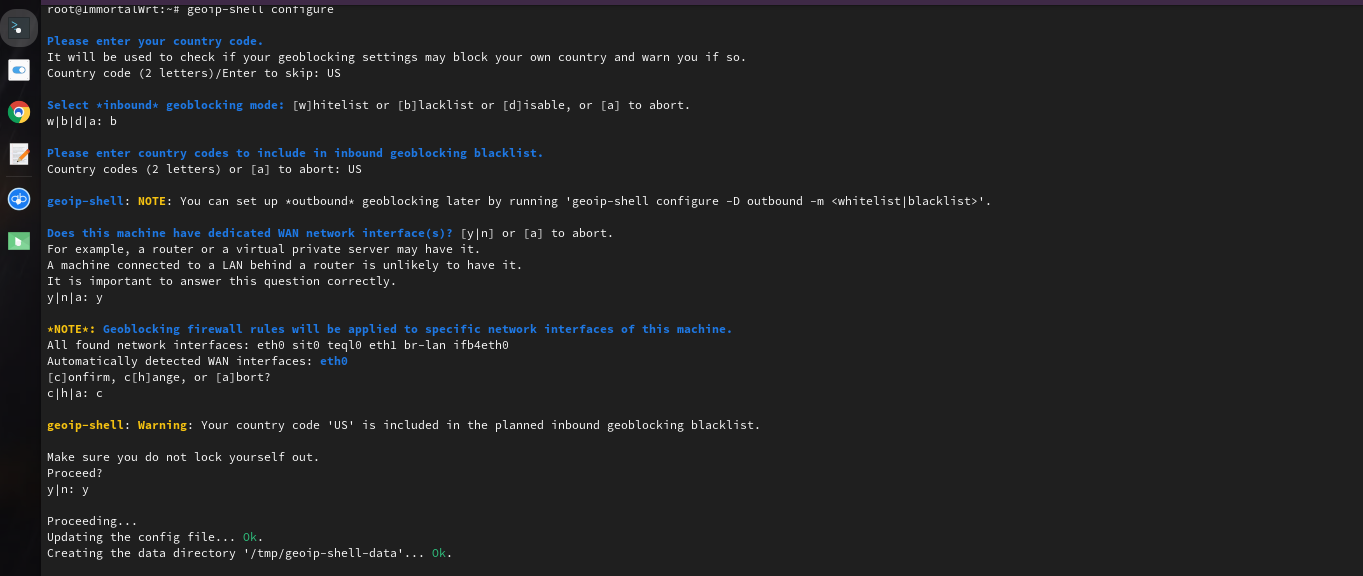 root@ImmortalWrt:~# geoip-shell configure
Please enter your country code.
It will be used to check if your geoblocking settings may block your own country and warn you if so.
Country code (2 letters)/Enter to skip: US
Select *inbound* geoblocking mode: [w]hitelist or [b]lacklist or [d]isable, or [a] to abort.
w|b|d|a: b
Please enter country codes to include in inbound geoblocking blacklist.
Country codes (2 letters) or [a] to abort: US
geoip-shell: NOTE: You can set up *outbound* geoblocking later by running 'geoip-shell configure -D outbound -m <whitelist|blacklist>'.
Does this machine have dedicated WAN network interface(s)? [y|n] or [a] to abort.
For example, a router or a virtual private server may have it.
A machine connected to a LAN behind a router is unlikely to have it.
It is important to answer this question correctly.
y|n|a: y
*NOTE*: Geoblocking firewall rules will be applied to specific network interfaces of this machine.
All found network interfaces: eth0 sit0 teql0 eth1 br-lan ifb4eth0
Automatically detected WAN interfaces: eth0
[c]onfirm, c[h]ange, or [a]bort?
c|h|a: c
geoip-shell: Warning: Your country code 'US' is included in the planned inbound geoblocking blacklist.
Make sure you do not lock yourself out.
Proceed?
y|n: y
Proceeding...
Updating the config file... Ok.
Creating the data directory '/tmp/geoip-shell-data'... Ok.